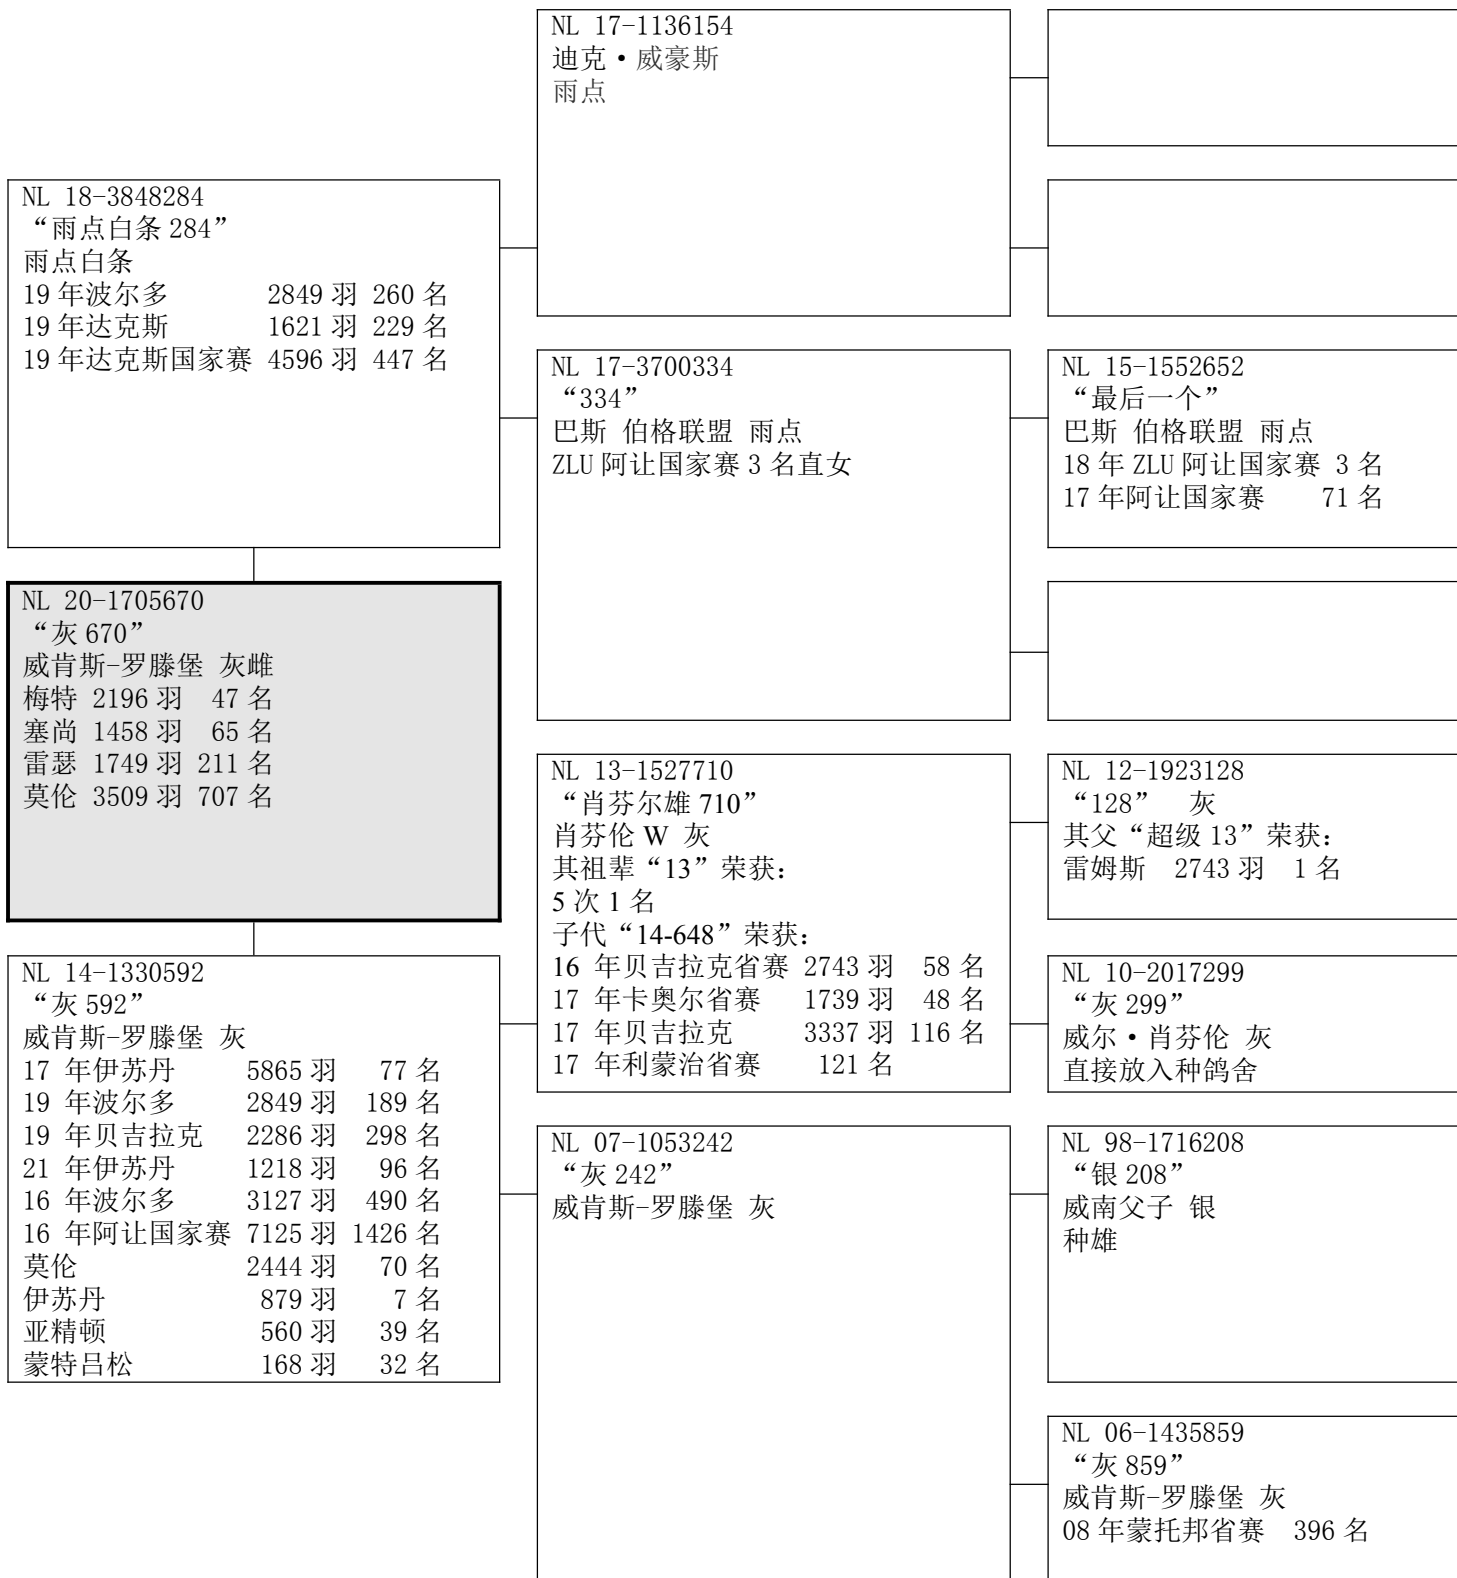 NL 17-1136154
迪克·威豪斯
雨点
NL 18-3848284
“雨点白条 284”
雨点白条
19 年波尔多 2849 羽 260 名
19 年达克斯 1621 羽 229 名
19 年达克斯国家赛 4596 羽 447 名
NL 17-3700334
“334”
巴斯 伯格联盟 雨点
ZLU 阿让国家赛 3 名直女
NL 15-1552652
“最后一个”
巴斯 伯格联盟 雨点
18 年 ZLU 阿让国家赛 3 名
17 年阿让国家赛 71 名
NL 20-1705670
“灰 670”
威肯斯-罗滕堡 灰雌
梅特 2196 羽 47 名
塞尚 1458 羽 65 名
雷瑟 1749 羽 211 名
莫伦 3509 羽 707 名
NL 13-1527710
“肖芬尔雄 710”
肖芬伦 W 灰
其祖辈“13”荣获：
5 次 1 名
子代“14-648”荣获：
16 年贝吉拉克省赛 2743 羽 58 名
17 年卡奥尔省赛 1739 羽 48 名
17 年贝吉拉克 3337 羽 116 名
17 年利蒙治省赛 121 名
NL 12-1923128
“128” 灰
其父“超级 13”荣获：
雷姆斯 2743 羽 1 名
NL 10-2017299
“灰 299”
威尔·肖芬伦 灰
直接放入种鸽舍
NL 14-1330592
“灰 592”
威肯斯-罗滕堡 灰
17 年伊苏丹 5865 羽 77 名
19 年波尔多 2849 羽 189 名
19 年贝吉拉克 2286 羽 298 名
21 年伊苏丹 1218 羽 96 名
16 年波尔多 3127 羽 490 名
16 年阿让国家赛 7125 羽 1426 名
莫伦 2444 羽 70 名
伊苏丹 879 羽 7 名
亚精顿 560 羽 39 名
蒙特吕松 168 羽 32 名
NL 07-1053242
“灰 242”
威肯斯-罗滕堡 灰
NL 98-1716208
“银 208”
威南父子 银
种雄
NL 06-1435859
“灰 859”
威肯斯-罗滕堡 灰
08 年蒙托邦省赛 396 名